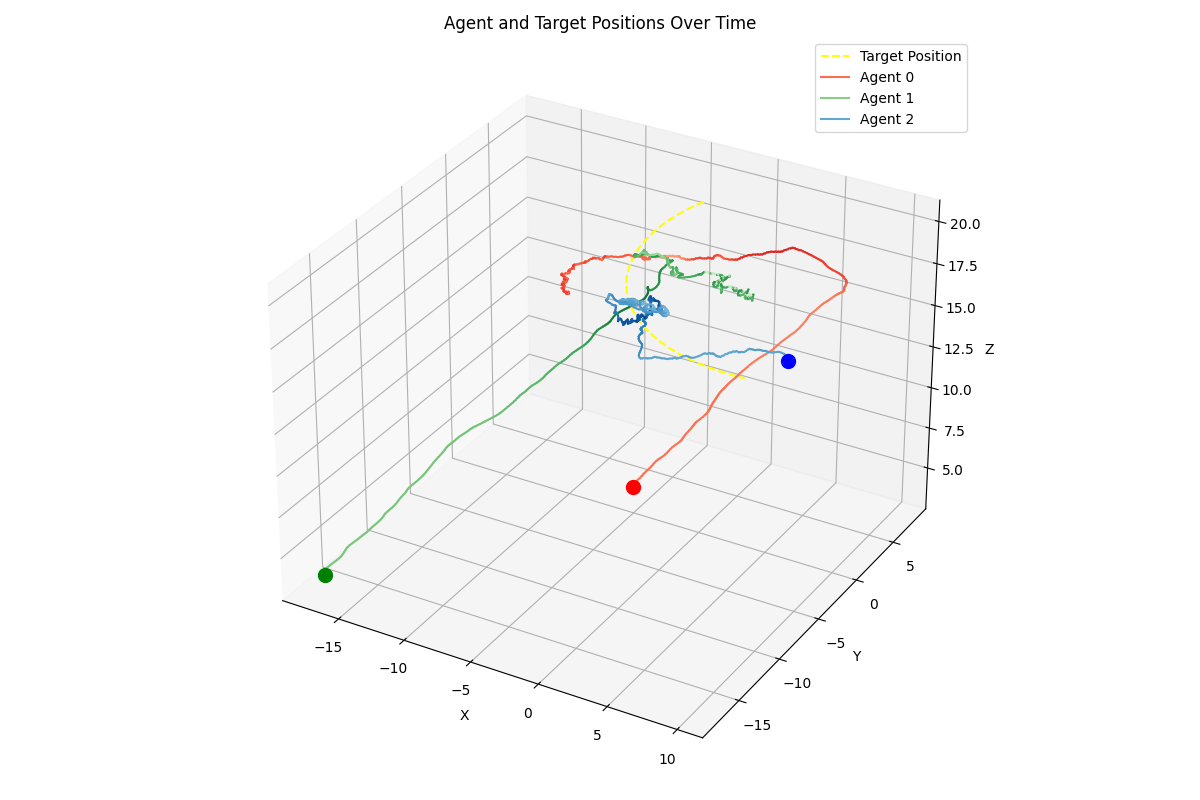 Agent and Target Positions Over Time
Target Position
Agent 0
Agent 1
Agent 2
20.0
17.5
15.0
12.5
10.0
7.5
5.0
Z
5
0
−5
−10
−15
Y
−15
−10
−5
0
5
10
X